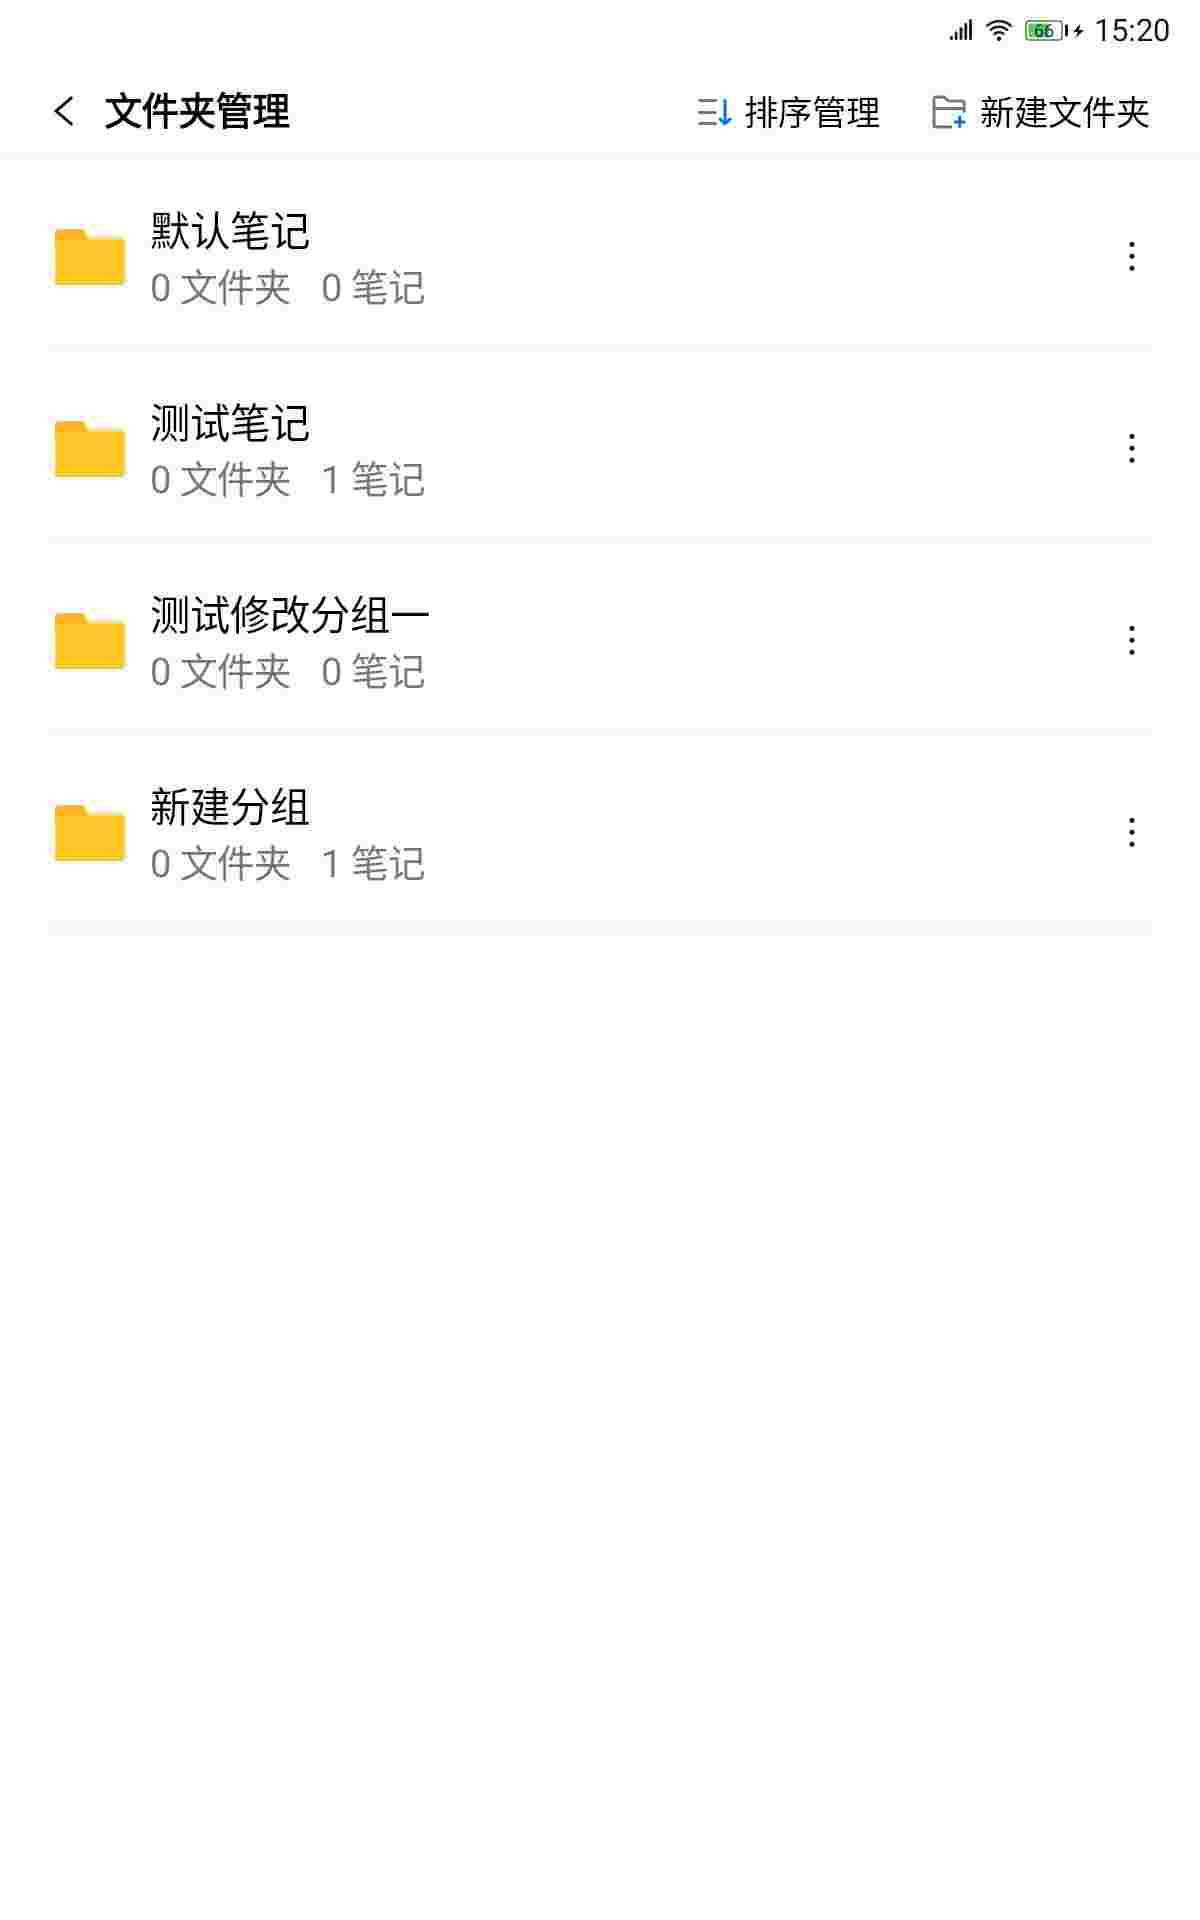 66 15:20
文件夹管理 排序管理 新建文件夹
默认笔记
0 文件夹 0 笔记
测试笔记
0 文件夹 1 笔记
测试修改分组一
0 文件夹 0 笔记
新建分组
0 文件夹 1 笔记